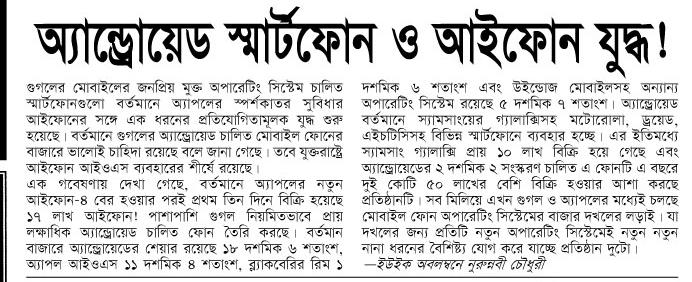 অ্যান্ড্রোয়েড স্মার্টফোন ও আইফোন যুদ্ধ!
গুগলের মোবাইলের জনপ্রিয় মুক্ত অপারেটিং সিস্টেম চালিত
স্মার্টফোনগুলো বর্তমানে অ্যাপলের স্পর্শকাতর সুবিধার
আইফোনের সঙ্গে এক ধরনের প্রতিযোগিতামূলক যুদ্ধ শুরু
হয়েছে। বর্তমানে গুগলের অ্যান্ড্রোয়েড চালিত মোবাইল ফোনের
বাজারে ভালোই চাহিদা রয়েছে বলে জানা গেছে। তবে যুক্তরাষ্ট্রে
আইফোন আইওএস ব্যবহারের শীর্ষে রয়েছে।
এক গবেষণায় দেখা গেছে, বর্তমানে অ্যাপলের নতুন
আইফোন-৪ বের হওয়ার পরই প্রথম তিন দিনে বিক্রি হয়েছে
১৭ লাখ আইফোন! পাশাপাশি গুগল নিয়মিতভাবে প্রায়
লক্ষাধিক অ্যান্ড্রোয়েড চালিত ফোন তৈরি করছে। বর্তমান
বাজারে অ্যান্ড্রোয়েডের শেয়ার রয়েছে ১৮ দশমিক ৬ শতাংশ,
অ্যাপল আইওএস ১১ দশমিক ৪ শতাংশ, ব্ল্যাকবেরির রিম ১
দশমিক ৬ শতাংশ এবং উইন্ডোজ মোবাইলসহ অন্যান্য
অপারেটিং সিস্টেম রয়েছে ৫ দশমিক ৭ শতাংশ। অ্যান্ড্রোয়েড
বর্তমানে স্যামসাংয়ের গ্যালাক্সিসহ মটোরোলা, ড্রয়েড,
এইচটিসিসহ বিভিন্ন স্মার্টফোনে ব্যবহার হচ্ছে। এর ইতিমধ্যে
স্যামসাং গ্যালাক্সি প্রায় ১০ লাখ বিক্রি হয়ে গেছে এবং
অ্যান্ড্রোয়েডের ২ দশমিক ২ সংস্করণ চালিত এ ফোনটি এ বছরে
দুই কোটি ৫০ লাখের বেশি বিক্রি হওয়ার আশা করছে
প্রতিষ্ঠানটি। সব মিলিয়ে এখন গুগল ও অ্যাপলের মধ্যেই চলছে
মোবাইল ফোন অপারেটিং সিস্টেমের বাজার দখলের লড়াই। যা
দখলের জন্য প্রতিটি নতুন অপারেটিং সিস্টেমেই নতুন নতুন
নানা ধরনের বৈশিষ্ট্য যোগ করে যাচ্ছে প্রতিষ্ঠান দুটো।
—ইউইক অবলম্বনে নুরুন্নবী চৌধুরী